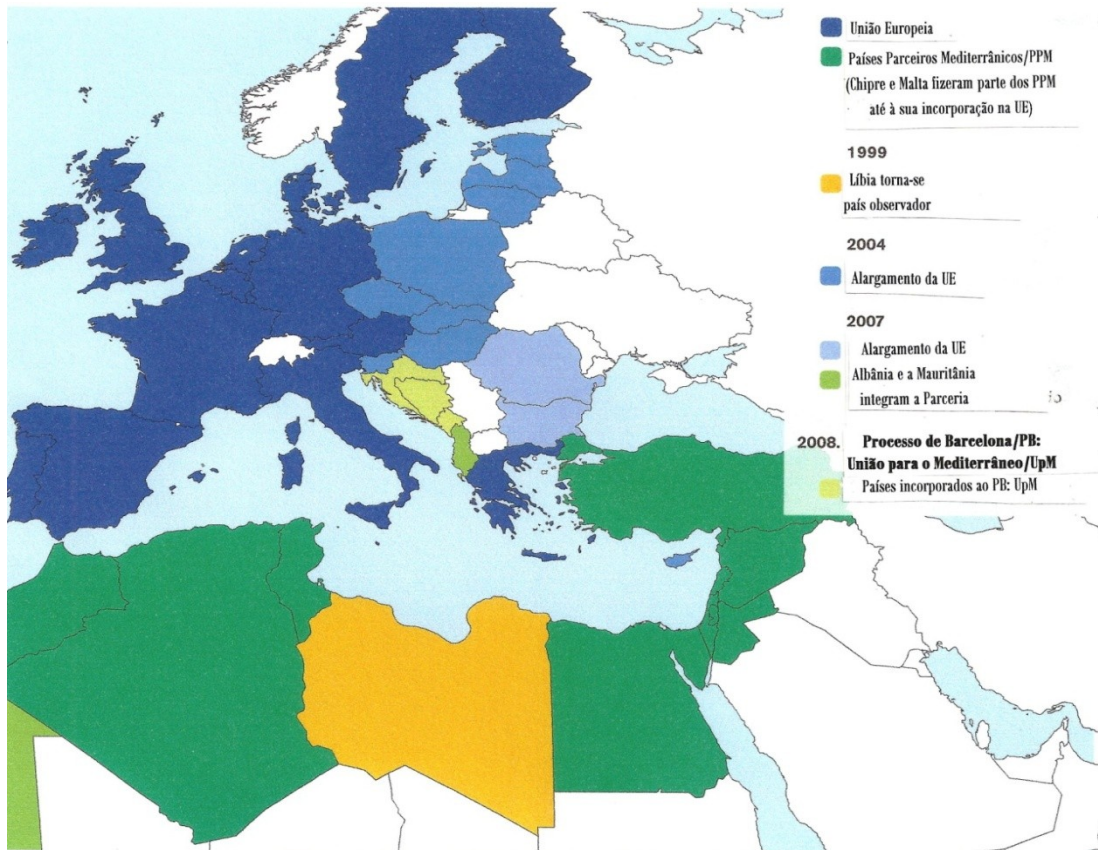 União Europeia
Países Parceiros Mediterrânicos/PPM
(Chipre e Malta fizeram parte dos PPM
até à sua incorporação na UE)
1999
Líbia torna-se
país observador
2004
Alargamento da UE
2007
Alargamento da UE
Albânia e a Mauritânia
integram a Parceria
2008. Processo de Barcelona/PB:
União para o Mediterrâneo/UpM
Países incorporados ao PB: UpM